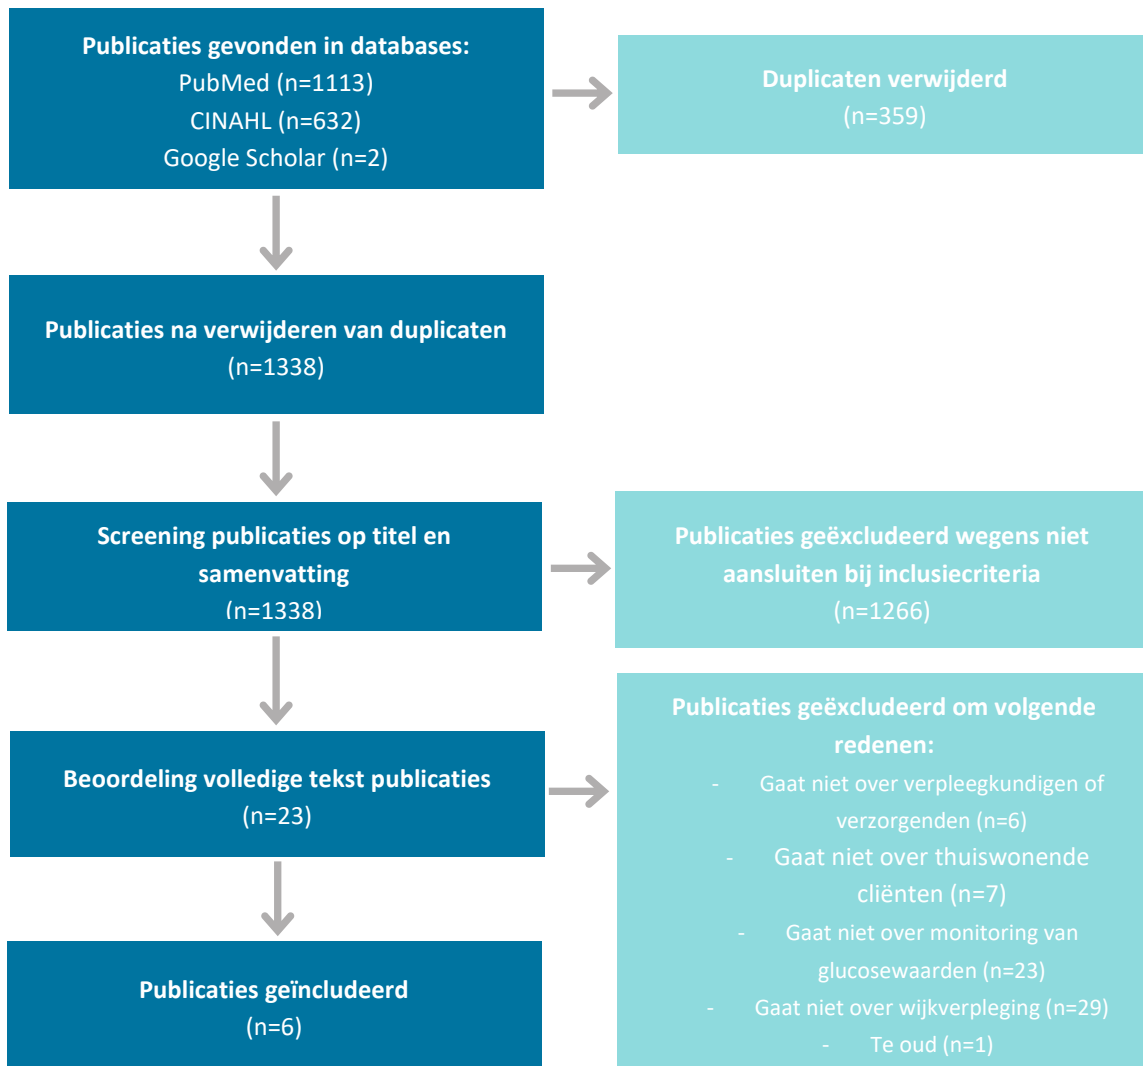 Publicaties gevonden in databases:
PubMed (n=1113)
CINAHL (n=632)
Google Scholar (n=2)
Duplicaten verwijderd
(n=359)
Publicaties na verwijderen van duplicaten
(n=1338)
Screening publicaties op titel en
samenvatting
(n=1338)
Publicaties geëxcludeerd wegens niet
aansluiten bij inclusiecriteria
(n=1266)
Beoordeling volledige tekst publicaties
(n=23)
Publicaties geëxcludeerd om volgende
redenen:
- Gaat niet over verpleegkundigen of
verzorgenden (n=6)
- Gaat niet over thuiswonende
cliënten (n=7)
- Gaat niet over monitoring van
glucosewaarden (n=23)
- Gaat niet over wijkverpleging (n=29)
- Te oud (n=1)
Publicaties geïncludeerd
(n=6)